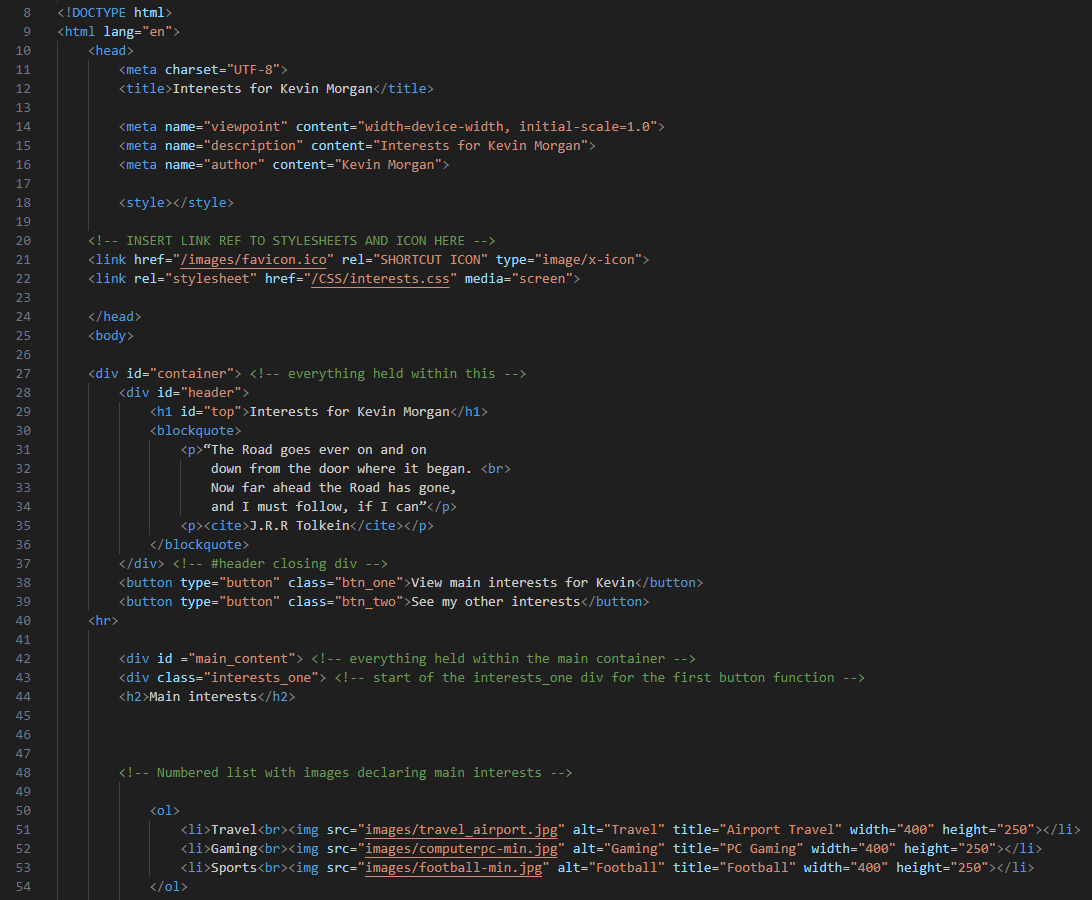 8 <!DOCTYPE html>
9 <html lang="en">
10 <head>
11 <meta charset="UTF-8">
12 <title>Interests for Kevin Morgan</title>
13
14 <meta name="viewpoint" content="width=device-width, initial-scale=1.0">
15 <meta name="description" content="Interests for Kevin Morgan">
16 <meta name="author" content="Kevin Morgan">
17
18 <style></style>
19
20 <!-- INSERT LINK REF TO STYLESHEETS AND ICON HERE -->
21 <link href="/images/favicon.ico" rel="SHORTCUT ICON" type="image/x-icon">
22 <link rel="stylesheet" href="/CSS/interests.css" media="screen">
23
24 </head>
25 <body>
26
27 <div id="container"> <!-- everything held within this -->
28 <div id="header">
29 <h1 id="top">Interests for Kevin Morgan</h1>
30 <blockquote>
31 <p>“The Road goes ever on and on
32 down from the door where it began. <br>
33 Now far ahead the Road has gone,
34 and I must follow, if I can”</p>
35 <p><cite>J.R.R Tolkein</cite></p>
36 </blockquote>
37 </div> <!-- #header closing div -->
38 <button type="button" class="btn_one">View main interests for Kevin</button>
39 <button type="button" class="btn_two">See my other interests</button>
40 <hr>
41
42 <div id ="main_content"> <!-- everything held within the main container -->
43 <div class="interests_one"> <!-- start of the interests_one div for the first button function -->
44 <h2>Main interests</h2>
45
46
47
48 <!-- Numbered list with images declaring main interests -->
49
50 <ol>
51 <li>Travel<br><img src="images/travel_airport.jpg" alt="Travel" title="Airport Travel" width="400" height="250"></li>
52 <li>Gaming<br><img src="images/computerpc-min.jpg" alt="Gaming" title="PC Gaming" width="400" height="250"></li>
53 <li>Sports<br><img src="images/football-min.jpg" alt="Football" title="Football" width="400" height="250"></li>
54 </ol>